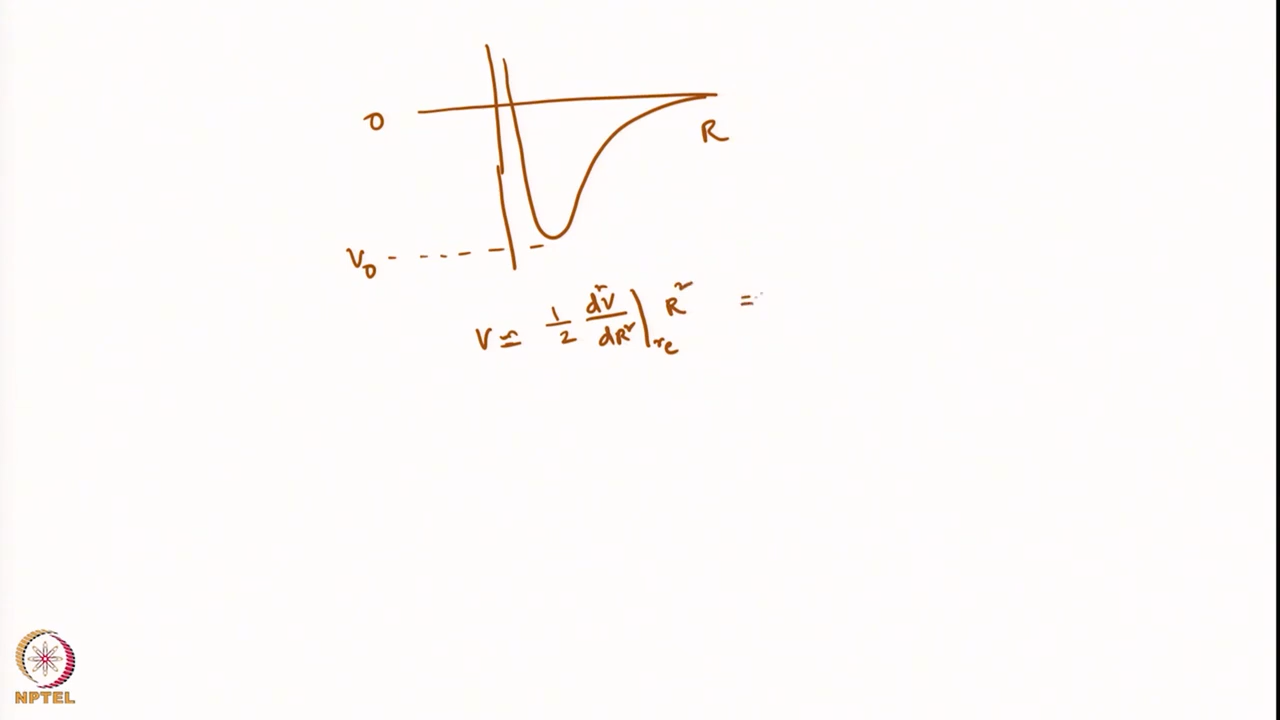 0
R
V₀
V ≃ 1/2 d²V/dR² |rₑ R² =
NPTEL